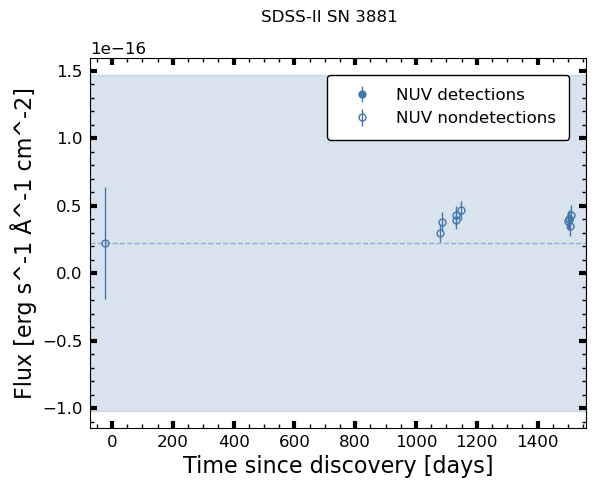 SDSS-II SN 3881
1e−16
1.5
1.0
0.5
0.0
−0.5
−1.0
Flux [erg s^-1 Å^-1 cm^-2]
NUV detections
NUV nondetections
0 200 400 600 800 1000 1200 1400
Time since discovery [days]